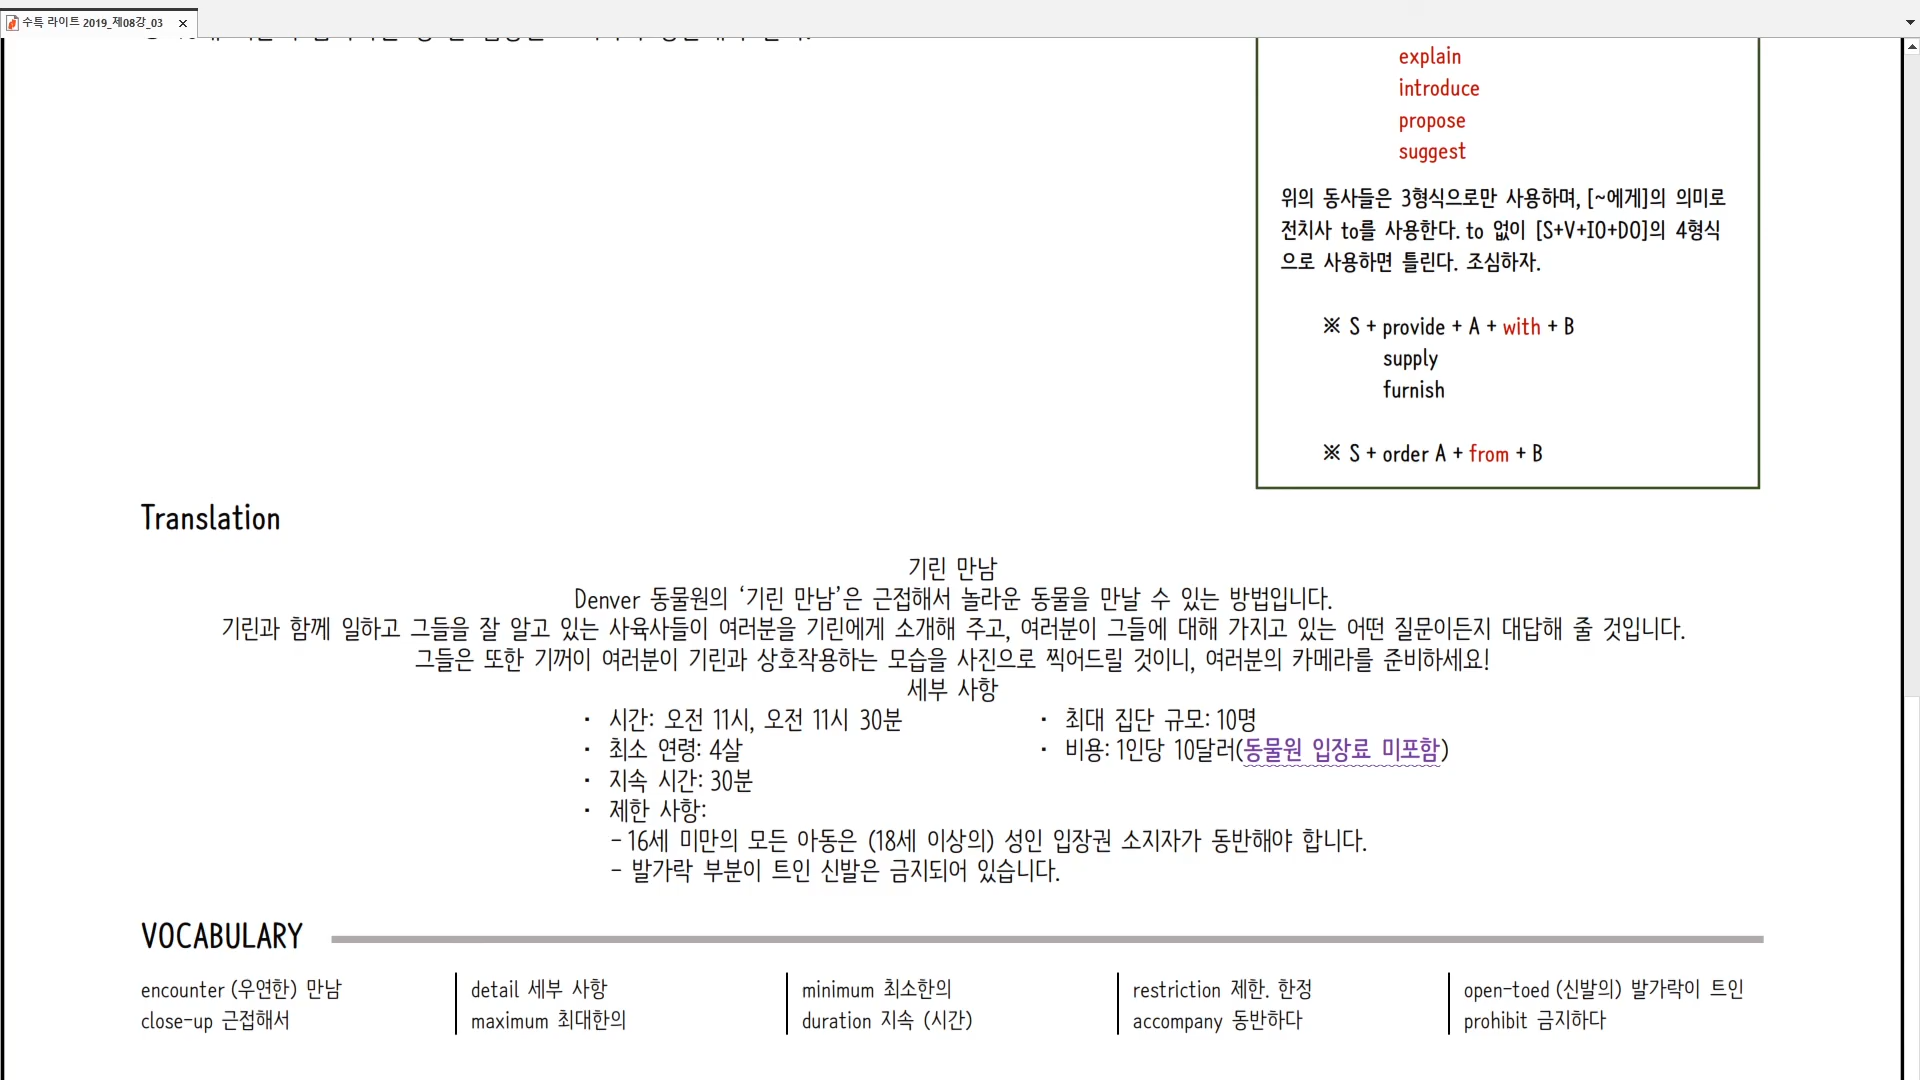 수특 라이트 2019_제08강_03
explain
introduce
propose
suggest
위의 동사들은 3형식으로만 사용하며, [~에게]의 의미로
전치사 to를 사용한다. to 없이 [S+V+IO+DO]의 4형식
으로 사용하면 틀린다. 조심하자.
※ S + provide + A + with + B
supply
furnish
※ S + order A + from + B
Translation
기린 만남
Denver 동물원의 ‘기린 만남’은 근접해서 놀라운 동물을 만날 수 있는 방법입니다.
기린과 함께 일하고 그들을 잘 알고 있는 사육사들이 여러분을 기린에게 소개해 주고, 여러분이 그들에 대해 가지고 있는 어떤 질문이든지 대답해 줄 것입니다.
그들은 또한 기꺼이 여러분이 기린과 상호작용하는 모습을 사진으로 찍어드릴 것이니, 여러분의 카메라를 준비하세요!
세부 사항
· 시간: 오전 11시, 오전 11시 30분
· 최대 집단 규모: 10명
· 최소 연령: 4살
· 비용: 1인당 10달러(동물원 입장료 미포함)
· 지속 시간: 30분
· 제한 사항:
- 16세 미만의 모든 아동은 (18세 이상의) 성인 입장권 소지자가 동반해야 합니다.
- 발가락 부분이 트인 신발은 금지되어 있습니다.
VOCABULARY
encounter (우연한) 만남
close-up 근접해서
detail 세부 사항
maximum 최대한의
minimum 최소한의
duration 지속 (시간)
restriction 제한. 한정
accompany 동반하다
open-toed (신발의) 발가락이 트인
prohibit 금지하다